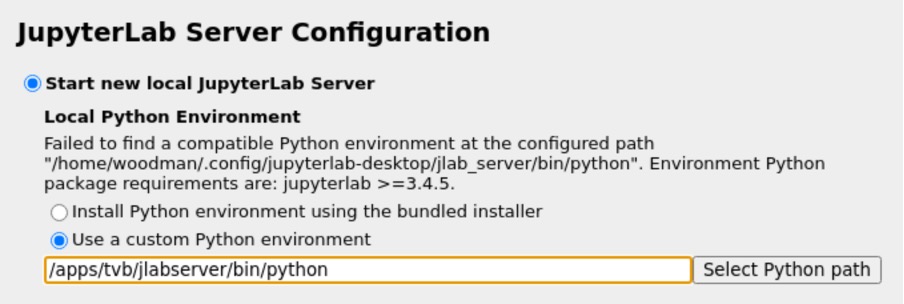 JupyterLab Server Configuration
Start new local JupyterLab Server
Local Python Environment
Failed to find a compatible Python environment at the configured path
"/home/woodman/.config/jupyterlab-desktop/jlab_server/bin/python". Environment Python
package requirements are: jupyterlab >=3.4.5.
Install Python environment using the bundled installer
Use a custom Python environment
/apps/tvb/jlabserver/bin/python Select Python path